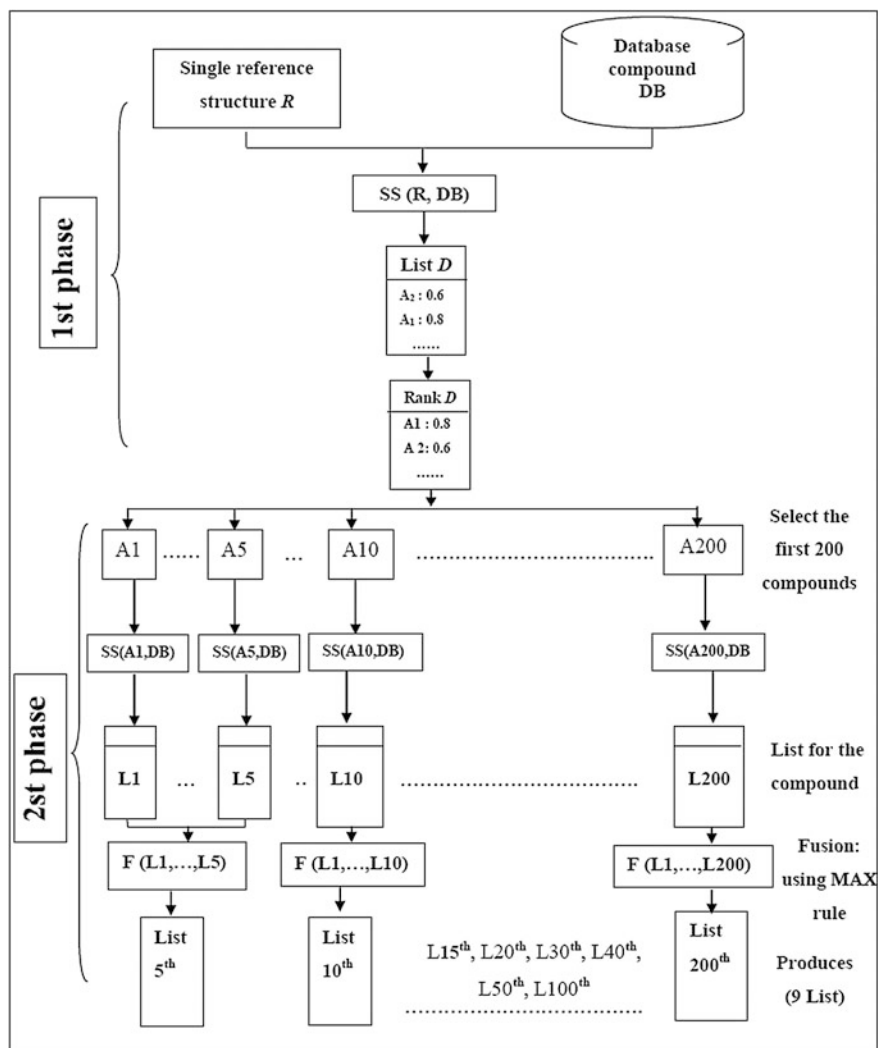 Single reference
structure R
Database
compound
DB
1st phase
SS (R, DB)
List D
A₂ : 0.6
A₁ : 0.8
......
Rank D
A1 : 0.8
A 2: 0.6
......
2st phase
A1 ...... A5 ... A10 ........................................ A200
Select the
first 200
compounds
SS(A1,DB) SS(A5,DB) SS(A10,DB) SS(A200,DB
L1 ... L5 .. L10 ........................................ L200
List for the
compound
F (L1,...,L5) F (L1,...,L10) F (L1,...,L200)
Fusion:
using MAX
rule
List
5ᵗʰ
List
10ᵗʰ
L15ᵗʰ, L20ᵗʰ, L30ᵗʰ, L40ᵗʰ,
L50ᵗʰ, L100ᵗʰ
........................................
List
200ᵗʰ
Produces
(9 List)